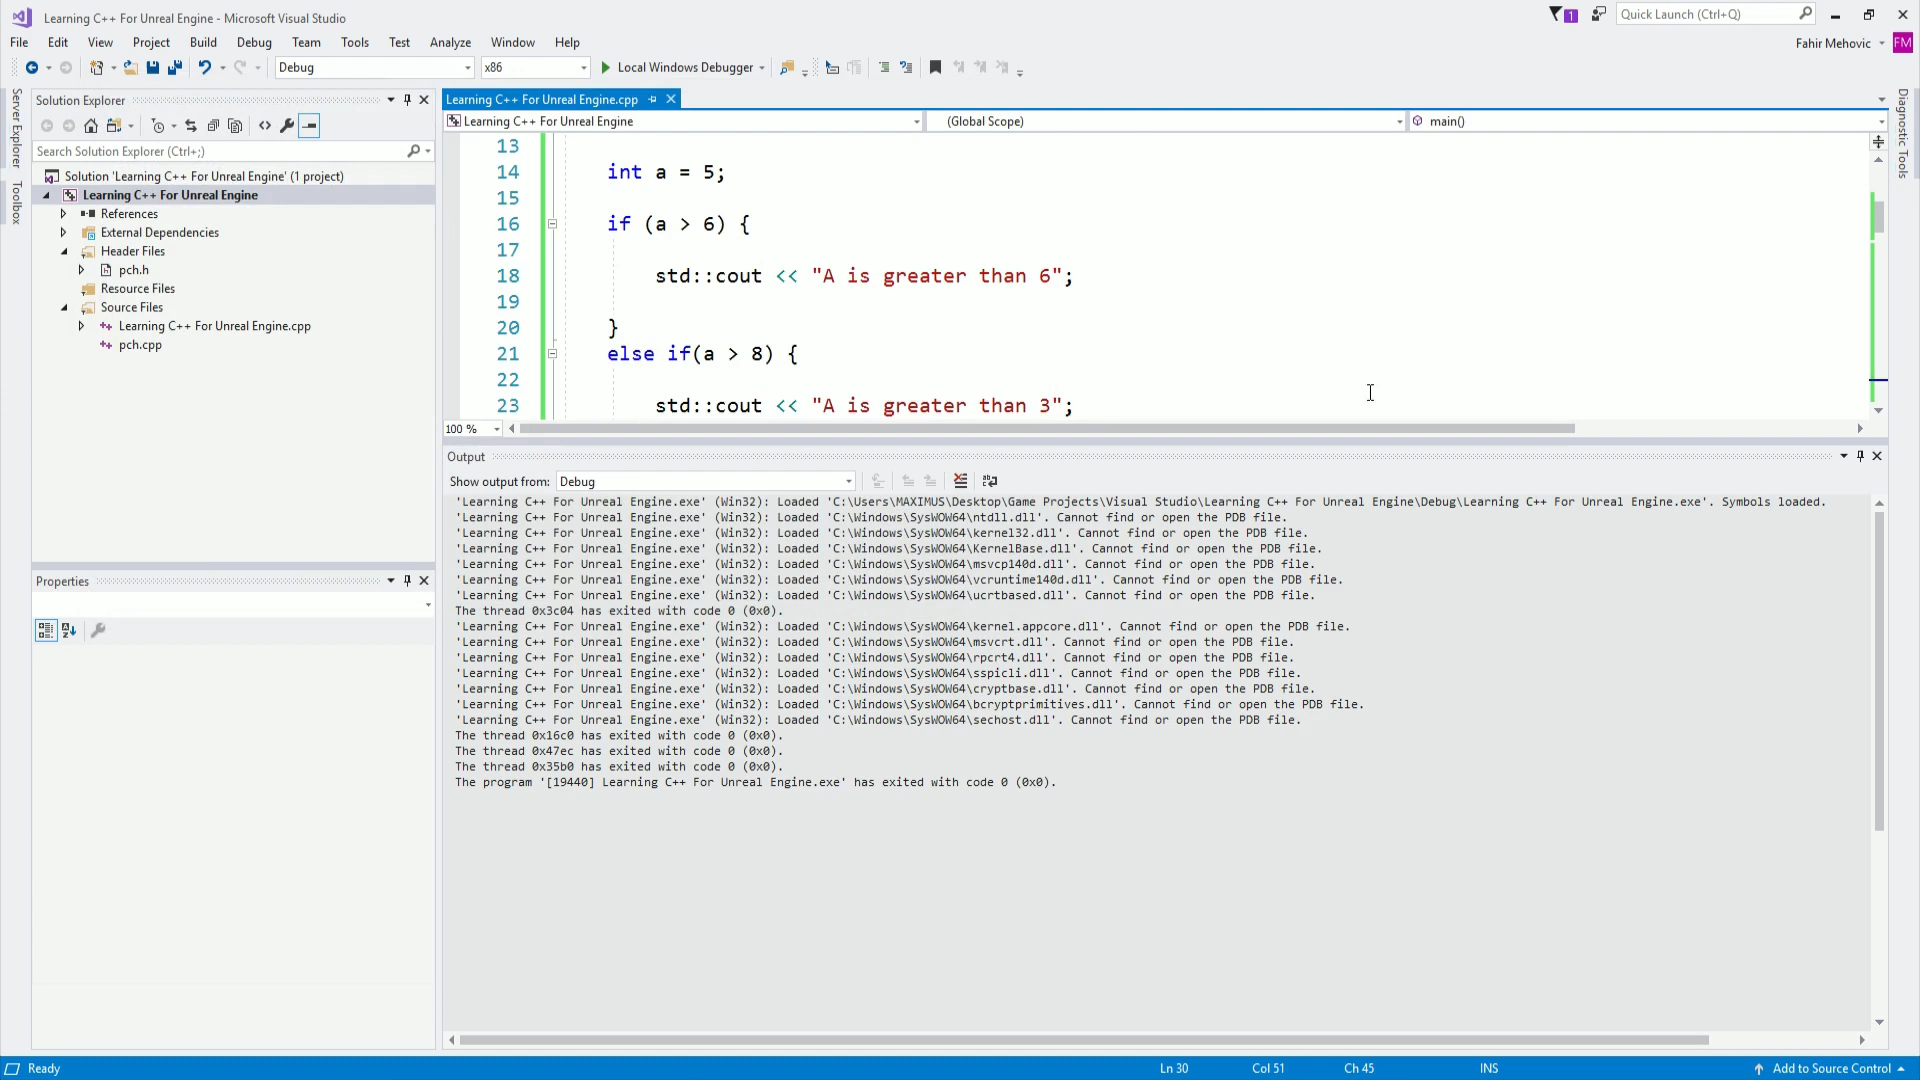 Learning C++ For Unreal Engine - Microsoft Visual Studio
1
Quick Launch (Ctrl+Q)
File Edit View Project Build Debug Team Tools Test Analyze Window Help
Fahir Mehovic FM
Debug x86 Local Windows Debugger
Server Explorer
Toolbox
Solution Explorer
Search Solution Explorer (Ctrl+;)
Solution 'Learning C++ For Unreal Engine' (1 project)
Learning C++ For Unreal Engine
References
External Dependencies
Header Files
pch.h
Resource Files
Source Files
Learning C++ For Unreal Engine.cpp
pch.cpp
Properties
Learning C++ For Unreal Engine.cpp
Learning C++ For Unreal Engine (Global Scope) main()
13
14 int a = 5;
15
16 if (a > 6) {
17
18 std::cout << "A is greater than 6";
19
20 }
21 else if(a > 8) {
22
23 std::cout << "A is greater than 3";
100 %
Diagnostic Tools
Output
Show output from: Debug
'Learning C++ For Unreal Engine.exe' (Win32): Loaded 'C:\Users\MAXIMUS\Desktop\Game Projects\Visual Studio\Learning C++ For Unreal Engine\Debug\Learning C++ For Unreal Engine.exe'. Symbols loaded.
'Learning C++ For Unreal Engine.exe' (Win32): Loaded 'C:\Windows\SysWOW64\ntdll.dll'. Cannot find or open the PDB file.
'Learning C++ For Unreal Engine.exe' (Win32): Loaded 'C:\Windows\SysWOW64\kernel32.dll'. Cannot find or open the PDB file.
'Learning C++ For Unreal Engine.exe' (Win32): Loaded 'C:\Windows\SysWOW64\KernelBase.dll'. Cannot find or open the PDB file.
'Learning C++ For Unreal Engine.exe' (Win32): Loaded 'C:\Windows\SysWOW64\msvcp140d.dll'. Cannot find or open the PDB file.
'Learning C++ For Unreal Engine.exe' (Win32): Loaded 'C:\Windows\SysWOW64\vcruntime140d.dll'. Cannot find or open the PDB file.
'Learning C++ For Unreal Engine.exe' (Win32): Loaded 'C:\Windows\SysWOW64\ucrtbased.dll'. Cannot find or open the PDB file.
The thread 0x3c04 has exited with code 0 (0x0).
'Learning C++ For Unreal Engine.exe' (Win32): Loaded 'C:\Windows\SysWOW64\kernel.appcore.dll'. Cannot find or open the PDB file.
'Learning C++ For Unreal Engine.exe' (Win32): Loaded 'C:\Windows\SysWOW64\msvcrt.dll'. Cannot find or open the PDB file.
'Learning C++ For Unreal Engine.exe' (Win32): Loaded 'C:\Windows\SysWOW64\rpcrt4.dll'. Cannot find or open the PDB file.
'Learning C++ For Unreal Engine.exe' (Win32): Loaded 'C:\Windows\SysWOW64\sspicli.dll'. Cannot find or open the PDB file.
'Learning C++ For Unreal Engine.exe' (Win32): Loaded 'C:\Windows\SysWOW64\cryptbase.dll'. Cannot find or open the PDB file.
'Learning C++ For Unreal Engine.exe' (Win32): Loaded 'C:\Windows\SysWOW64\bcryptprimitives.dll'. Cannot find or open the PDB file.
'Learning C++ For Unreal Engine.exe' (Win32): Loaded 'C:\Windows\SysWOW64\sechost.dll'. Cannot find or open the PDB file.
The thread 0x16c0 has exited with code 0 (0x0).
The thread 0x47ec has exited with code 0 (0x0).
The thread 0x35b0 has exited with code 0 (0x0).
The program '[19440] Learning C++ For Unreal Engine.exe' has exited with code 0 (0x0).
Ready Ln 30 Col 51 Ch 45 INS Add to Source Control